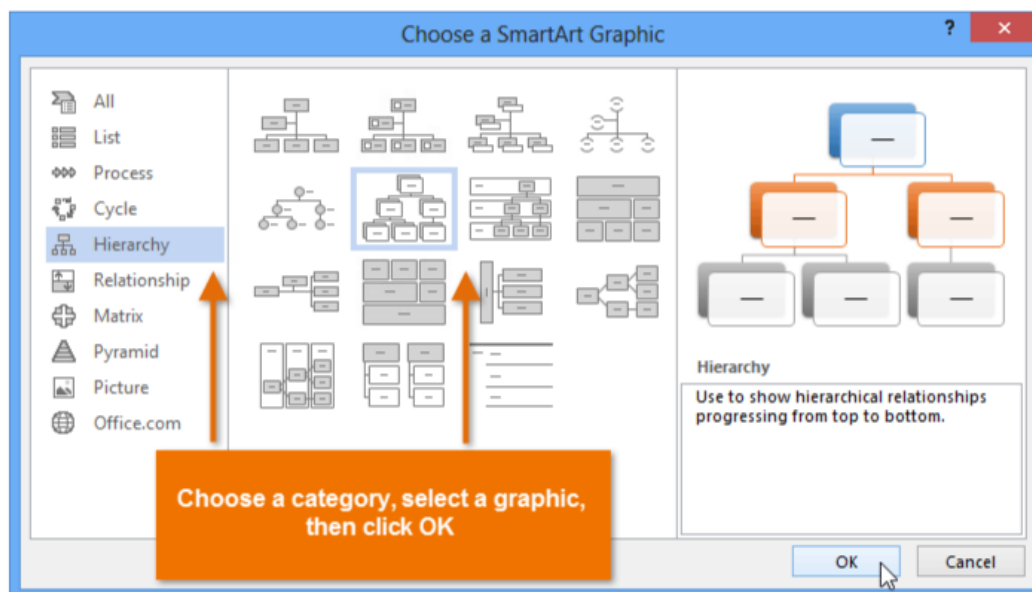 Choose a SmartArt Graphic
?
All
List
Process
Cycle
Hierarchy
Relationship
Matrix
Pyramid
Picture
Office.com
Hierarchy
Use to show hierarchical relationships
progressing from top to bottom.
Choose a category, select a graphic,
then click OK
OK
Cancel